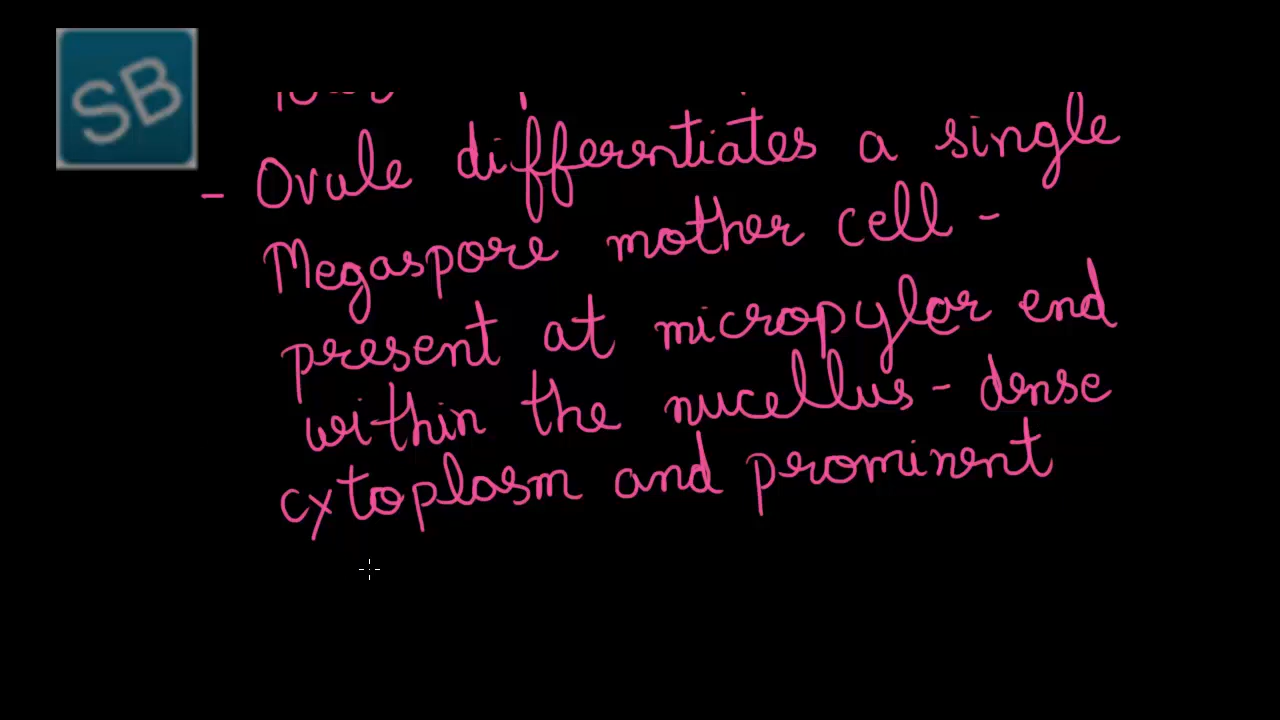 SB
- Ovule differentiates a single
Megaspore mother cell -
present at micropylar end
within the nucellus - dense
cytoplasm and prominent